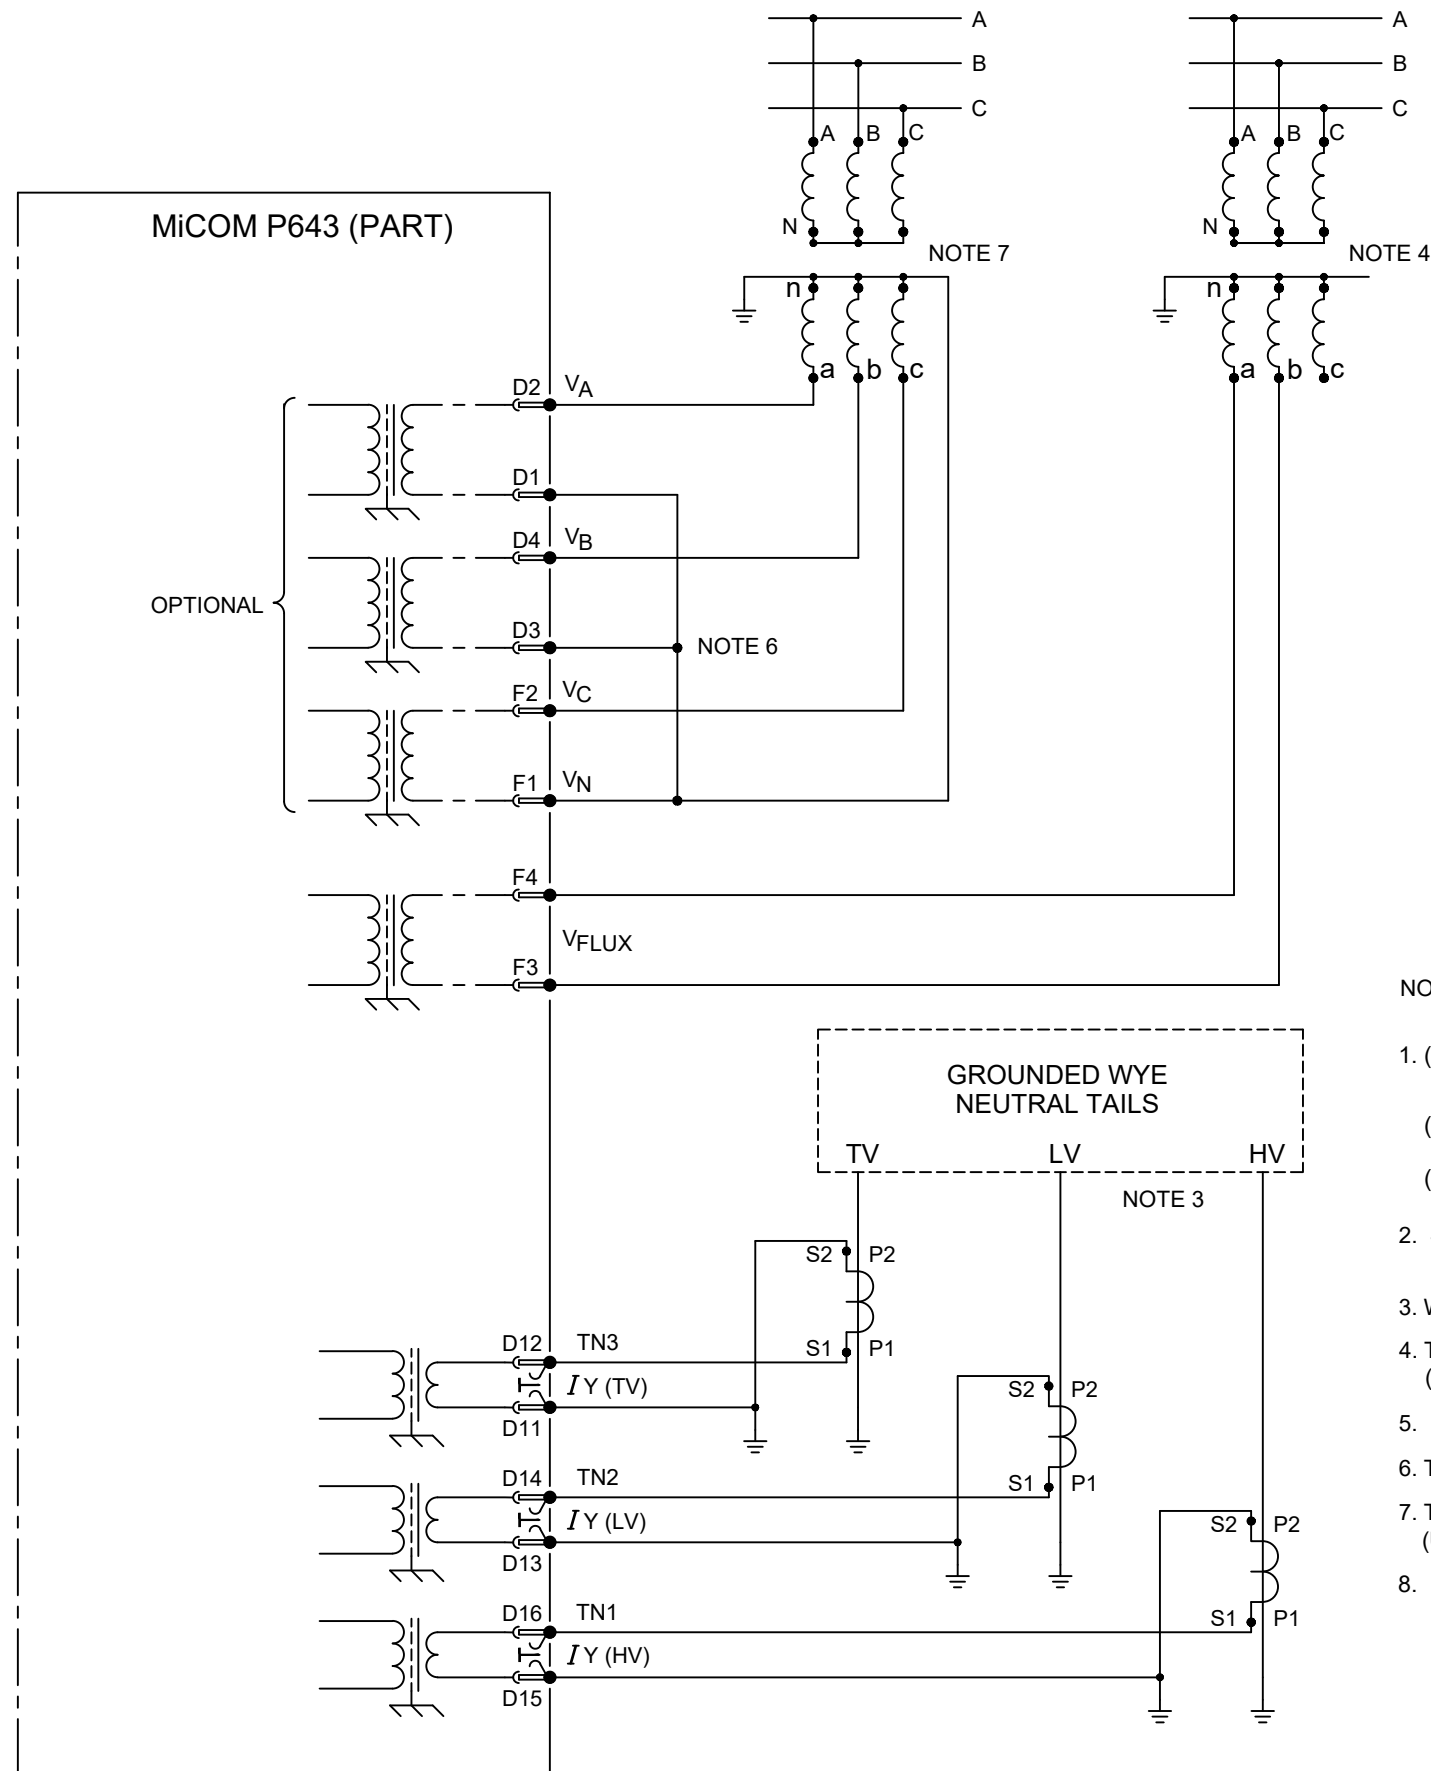 A
A
B
B
C
C
A B C
A B C
MiCOM P643 (PART)
N
N
NOTE 7
NOTE 4
n
n
a b c
a b c
D2 VA
D1
D4 VB
OPTIONAL
D3
NOTE 6
F2 VC
F1 VN
F4
VFLUX
F3
NO
1. (
(
(
2.
3. W
4. T
(
5.
6. T
7. T
(
8.
GROUNDED WYE
NEUTRAL TAILS
TV LV HV
NOTE 3
S2 P2
S1 P1
D12 TN3
I Y (TV)
D11
S2 P2
S1 P1
D14 TN2
I Y (LV)
D13
S2 P2
S1 P1
D16 TN1
I Y (HV)
D15